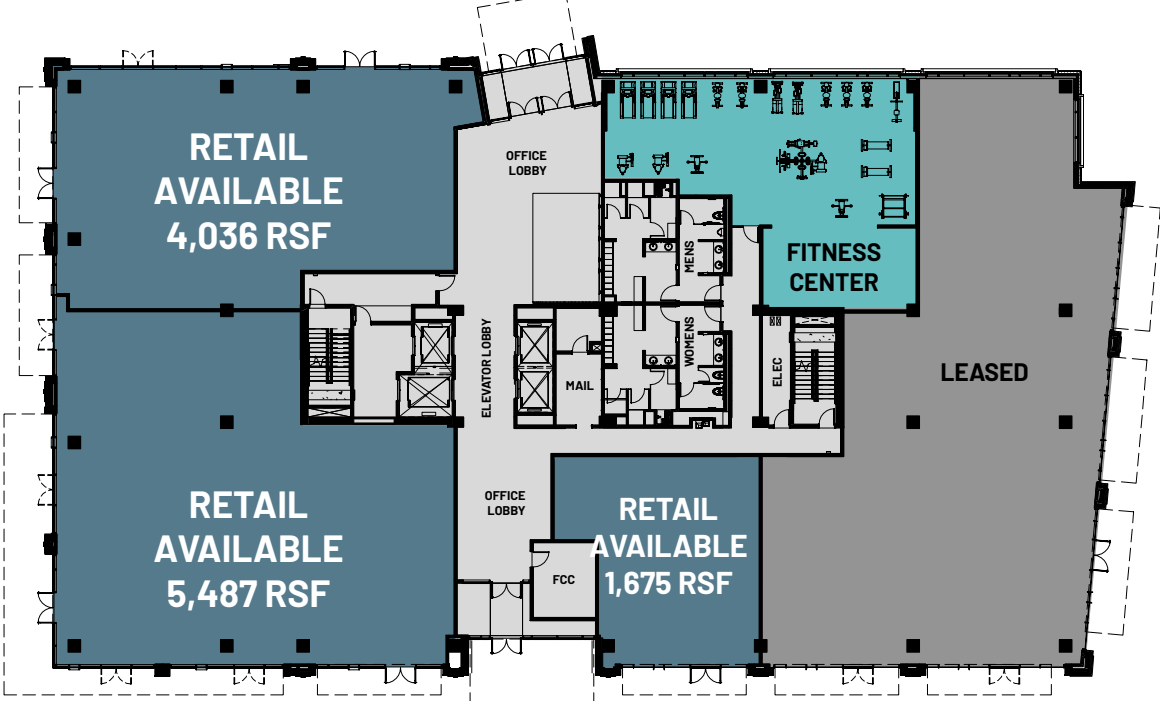 RETAIL
AVAILABLE
4,036 RSF
OFFICE
LOBBY
MENS
FITNESS
CENTER
ELEVATOR LOBBY
MAIL
WOMENS
ELEC
LEASED
RETAIL
AVAILABLE
5,487 RSF
OFFICE
LOBBY
FCC
RETAIL
AVAILABLE
1,675 RSF